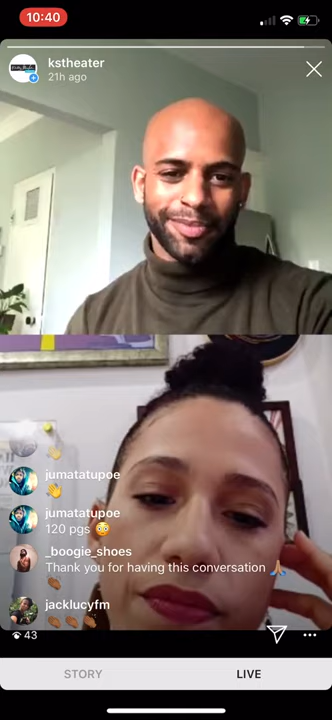 10:40
kstheater
21h ago
jumatatupoe
jumatatupoe
120 pgs
_boogie_shoes
Thank you for having this conversation
jacklucyfm
43
STORY
LIVE